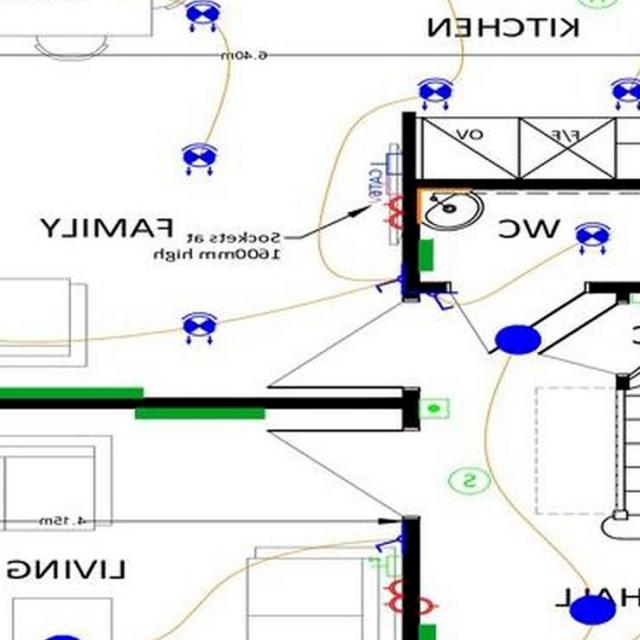 KITCHEN
6.40m
OV
F/F
CAT6
FAMILY
WC
Sockets at
1600mm high
S
4.15m
LIVING
HALL